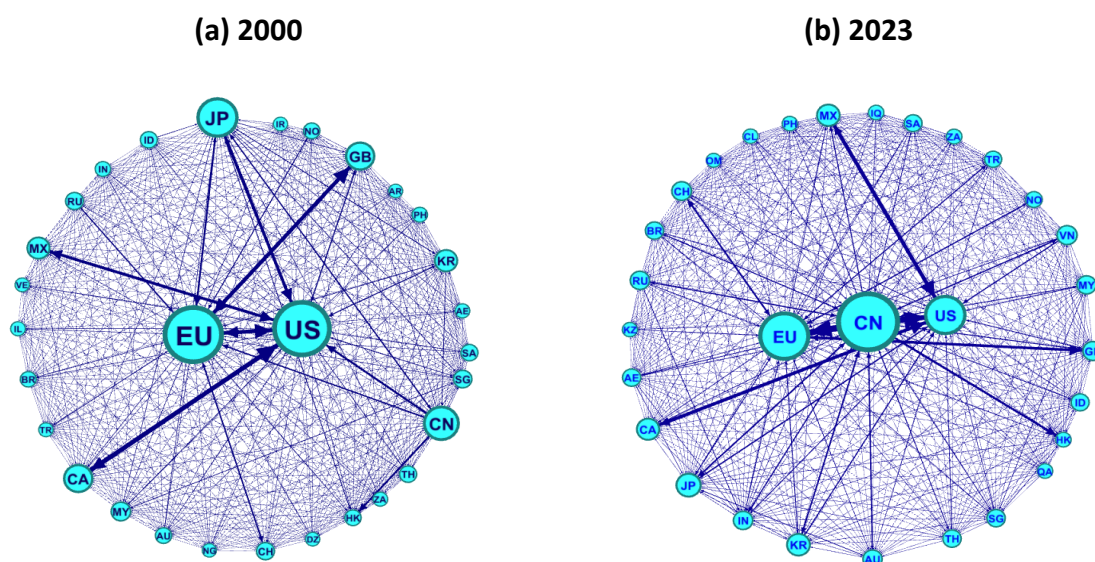 (a) 2000
(b) 2023
JP
IR
NO
ID
GB
IN
AR
RU
PH
MX
KR
VE
AE
IL
EU
US
SA
BR
SG
TR
CN
CA
TH
ZA
MY
HK
AU
DZ
NG
CH
MX
IQ
PH
SA
CL
ZA
OM
TR
CH
NO
BR
VN
RU
MY
KZ
EU
CN
US
AE
CA
ID
HK
JP
QA
IN
SG
KR
TH
AU